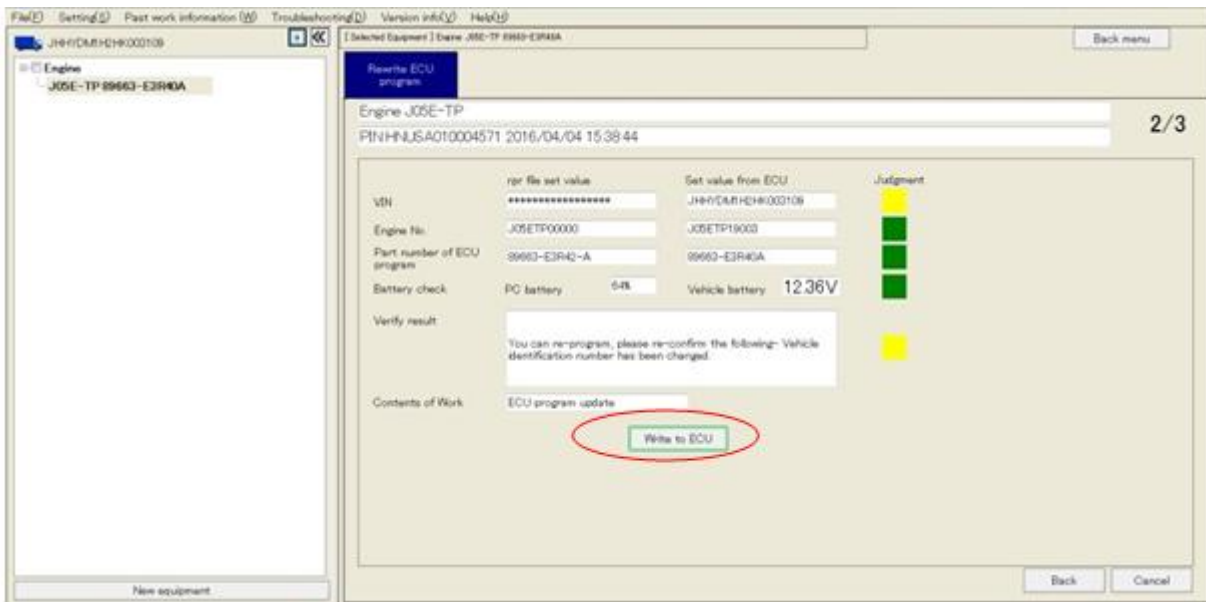 File(F) Setting(S) Past work information (W) Troubleshooting(D) Version info(V) Help(H)
[ Selected Equipment ] Engine J05E-TP 89663-E3R40A
Back menu
Engine
J05E-TP 89663-E3R40A
Rewrite ECU
program
Engine J05E-TP
PIN:HNUSA010004571 2016/04/04 15:38:44
2/3
rpr file set value Set value from ECU Judgment
VIN ***************** JHHYDM1H2HK003109
Engine No. J05ETP00000 J05ETP19003
Part number of ECU
program 89663-E3R42-A 89663-E3R40A
Battery check PC battery 64% Vehicle battery 12.36V
Verify result
You can re-program, please re-confirm the following- Vehicle
identification number has been changed.
Contents of Work ECU program update
Write to ECU
Back Cancel
New equipment